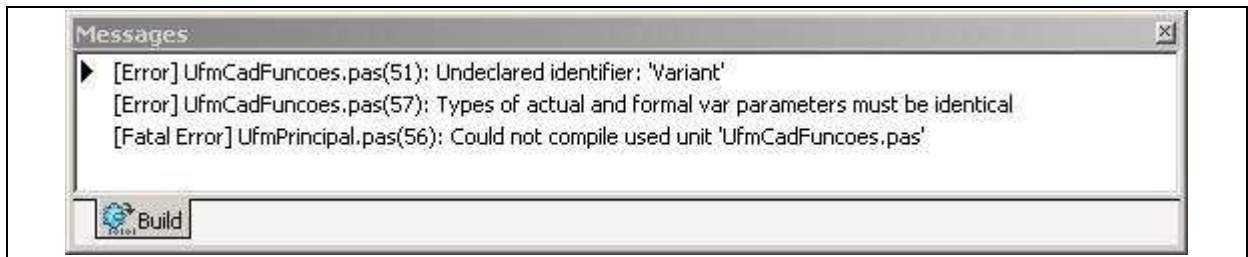 Messages
[Error] UfmCadFuncoes.pas(51): Undeclared identifier: 'Variant'
[Error] UfmCadFuncoes.pas(57): Types of actual and formal var parameters must be identical
[Fatal Error] UfmPrincipal.pas(56): Could not compile used unit 'UfmCadFuncoes.pas'
Build